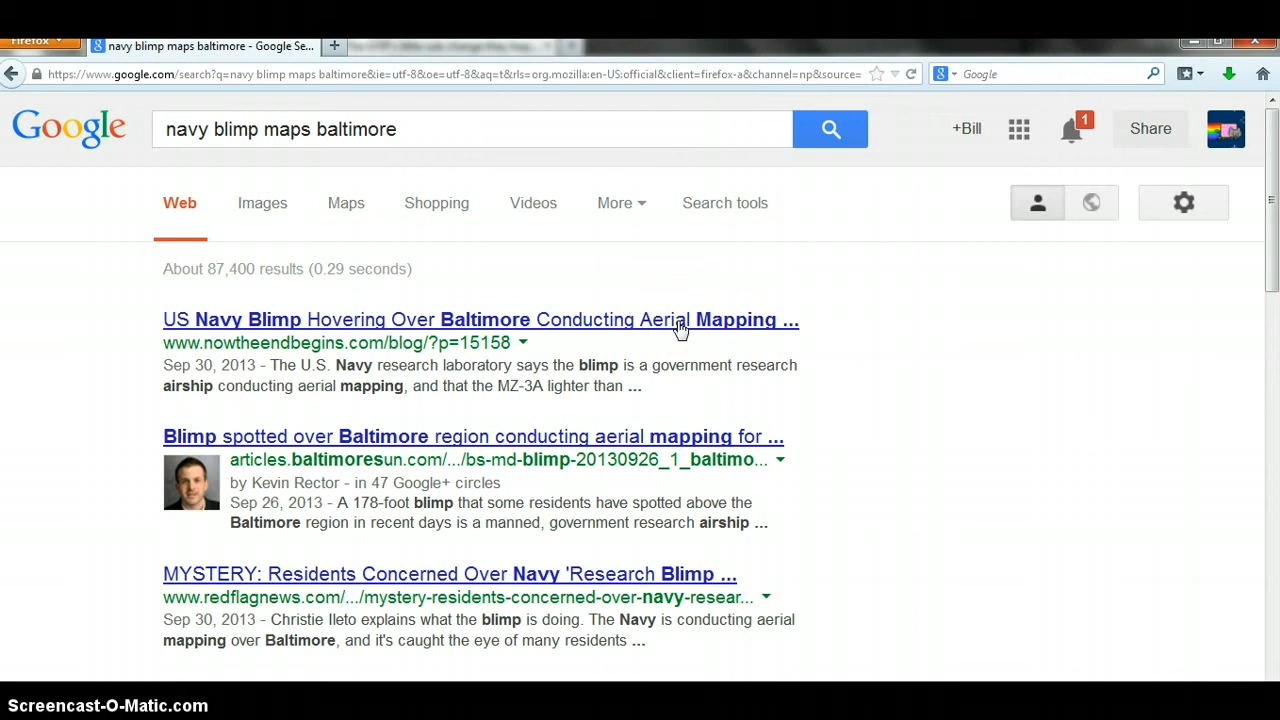 Firefox
navy blimp maps baltimore - Google Se...
https://www.google.com/search?q=navy blimp maps baltimore&ie=utf-8&oe=utf-8&aq=t&rls=org.mozilla:en-US:official&client=firefox-a&channel=np&source=
Google
Google
navy blimp maps baltimore
+Bill
1
Share
Web Images Maps Shopping Videos More Search tools
About 87,400 results (0.29 seconds)
US Navy Blimp Hovering Over Baltimore Conducting Aerial Mapping ...
www.nowtheendbegins.com/blog/?p=15158
Sep 30, 2013 - The U.S. Navy research laboratory says the blimp is a government research
airship conducting aerial mapping, and that the MZ-3A lighter than ...
Blimp spotted over Baltimore region conducting aerial mapping for ...
articles.baltimoresun.com/.../bs-md-blimp-20130926_1_baltimo...
by Kevin Rector - in 47 Google+ circles
Sep 26, 2013 - A 178-foot blimp that some residents have spotted above the
Baltimore region in recent days is a manned, government research airship ...
MYSTERY: Residents Concerned Over Navy 'Research Blimp ...
www.redflagnews.com/.../mystery-residents-concerned-over-navy-resear...
Sep 30, 2013 - Christie Ileto explains what the blimp is doing. The Navy is conducting aerial
mapping over Baltimore, and it's caught the eye of many residents ...
Screencast-O-Matic.com